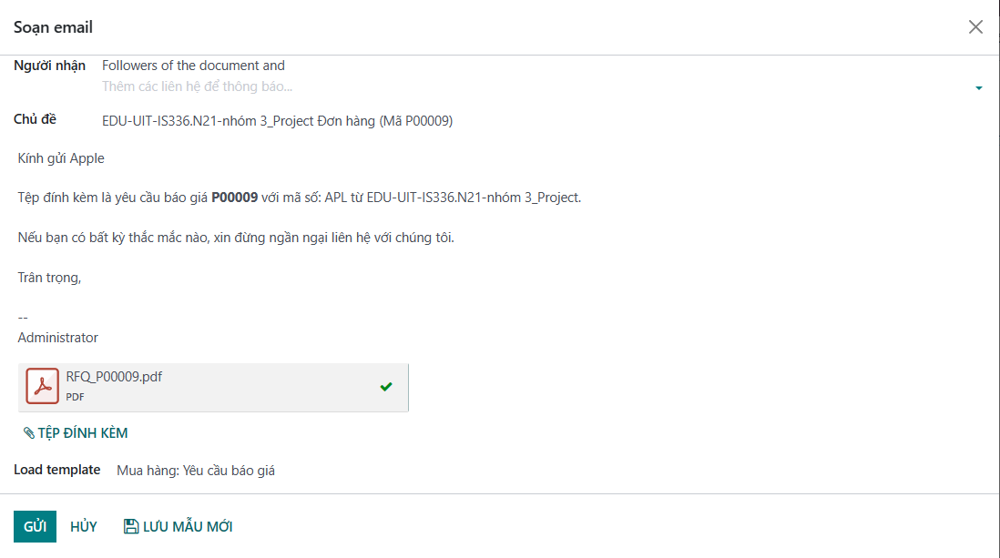 Soạn email
Người nhận Followers of the document and
Thêm các liên hệ để thông báo...
Chủ đề EDU-UIT-IS336.N21-nhóm 3_Project Đơn hàng (Mã P00009)
Kính gửi Apple
Tệp đính kèm là yêu cầu báo giá P00009 với mã số: APL từ EDU-UIT-IS336.N21-nhóm 3_Project.
Nếu bạn có bất kỳ thắc mắc nào, xin đừng ngần ngại liên hệ với chúng tôi.
Trân trọng,
--
Administrator
RFQ_P00009.pdf
PDF
TỆP ĐÍNH KÈM
Load template Mua hàng: Yêu cầu báo giá
GỬI HỦY LƯU MẪU MỚI